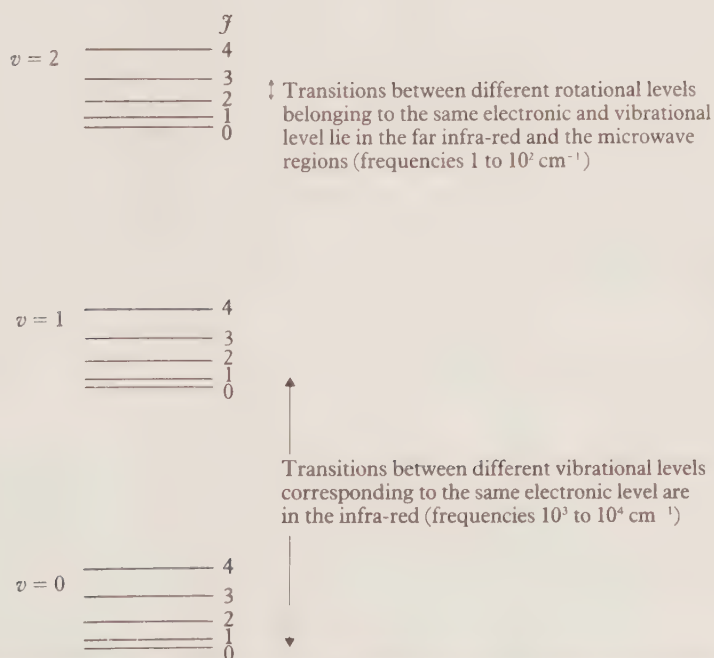 𝒥
v = 2
4
3
2
1
0
↕ Transitions between different rotational levels
belonging to the same electronic and vibrational
level lie in the far infra-red and the microwave
regions (frequencies 1 to 10² cm⁻¹)
v = 1
4
3
2
1
0
Transitions between different vibrational levels
corresponding to the same electronic level are
in the infra-red (frequencies 10³ to 10⁴ cm ⁻¹)
v = 0
4
3
2
1
0